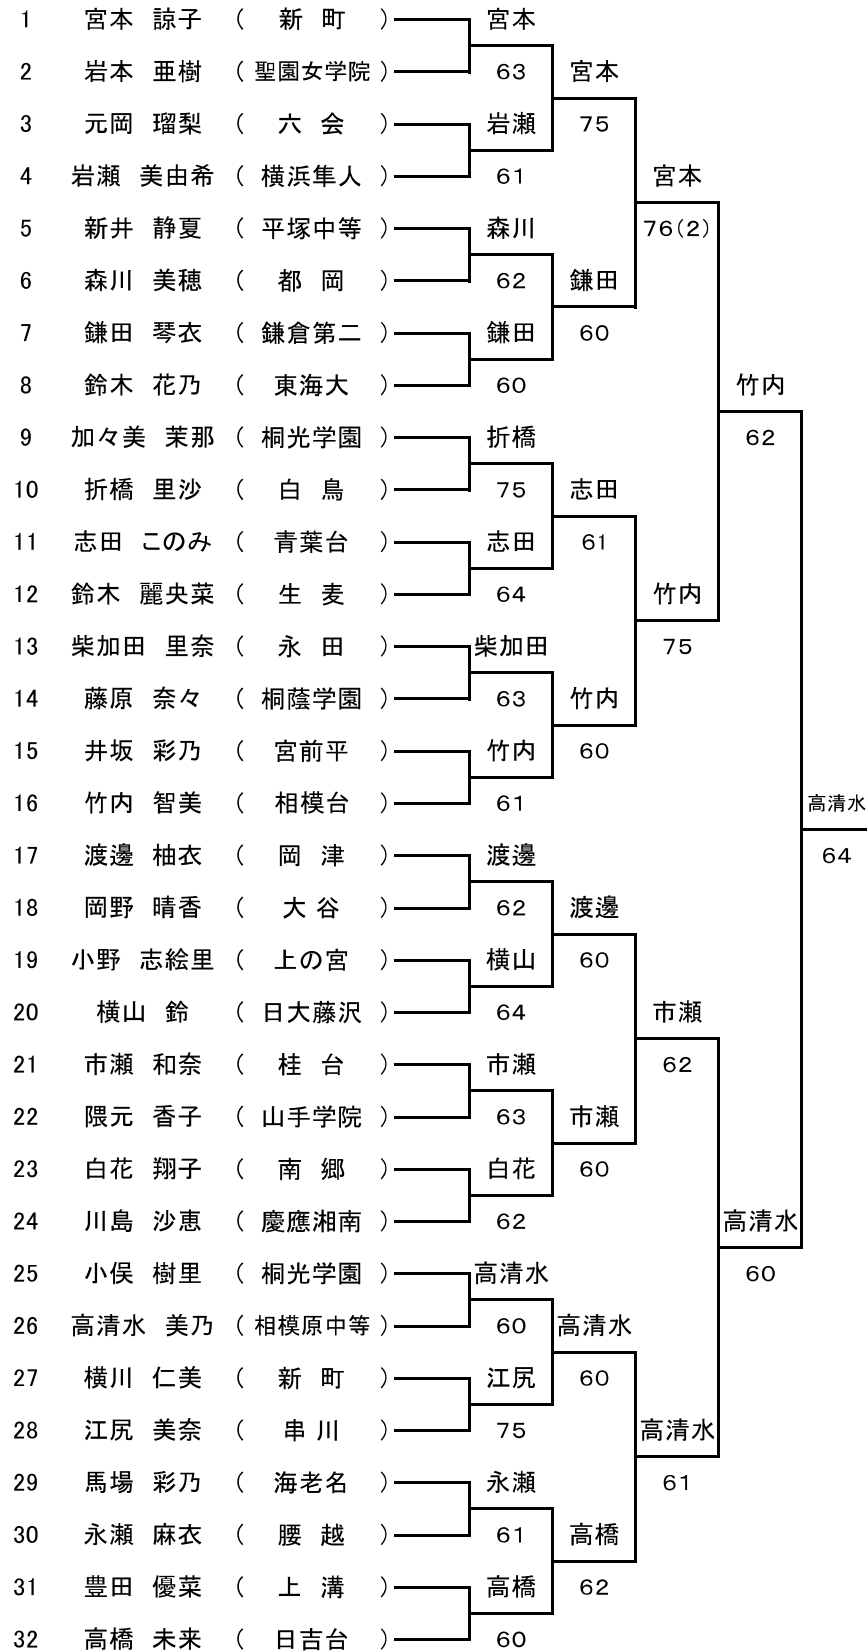 1 宮本 諒子 ( 新 町 ) 宮本
2 岩本 亜樹 ( 聖園女学院 ) 63 宮本
3 元岡 瑠梨 ( 六 会 ) 岩瀬 75
4 岩瀬 美由希 ( 横浜隼人 ) 61 宮本
5 新井 静夏 ( 平塚中等 ) 森川 76(2)
6 森川 美穂 ( 都 岡 ) 62 鎌田
7 鎌田 琴衣 ( 鎌倉第二 ) 鎌田 60
8 鈴木 花乃 ( 東海大 ) 60 竹内
9 加々美 茉那 ( 桐光学園 ) 折橋 62
10 折橋 里沙 ( 白 鳥 ) 75 志田
11 志田 このみ ( 青葉台 ) 志田 61
12 鈴木 麗央菜 ( 生 麦 ) 64 竹内
13 柴加田 里奈 ( 永 田 ) 柴加田 75
14 藤原 奈々 ( 桐蔭学園 ) 63 竹内
15 井坂 彩乃 ( 宮前平 ) 竹内 60
16 竹内 智美 ( 相模台 ) 61 高清水
17 渡邊 柚衣 ( 岡 津 ) 渡邊 64
18 岡野 晴香 ( 大 谷 ) 62 渡邊
19 小野 志絵里 ( 上の宮 ) 横山 60
20 横山 鈴 ( 日大藤沢 ) 64 市瀬
21 市瀬 和奈 ( 桂 台 ) 市瀬 62
22 隈元 香子 ( 山手学院 ) 63 市瀬
23 白花 翔子 ( 南 郷 ) 白花 60
24 川島 沙恵 ( 慶應湘南 ) 62 高清水
25 小俣 樹里 ( 桐光学園 ) 高清水 60
26 高清水 美乃 ( 相模原中等 ) 60 高清水
27 横川 仁美 ( 新 町 ) 江尻 60
28 江尻 美奈 ( 串 川 ) 75 高清水
29 馬場 彩乃 ( 海老名 ) 永瀬 61
30 永瀬 麻衣 ( 腰 越 ) 61 高橋
31 豊田 優菜 ( 上 溝 ) 高橋 62
32 高橋 未来 ( 日吉台 ) 60